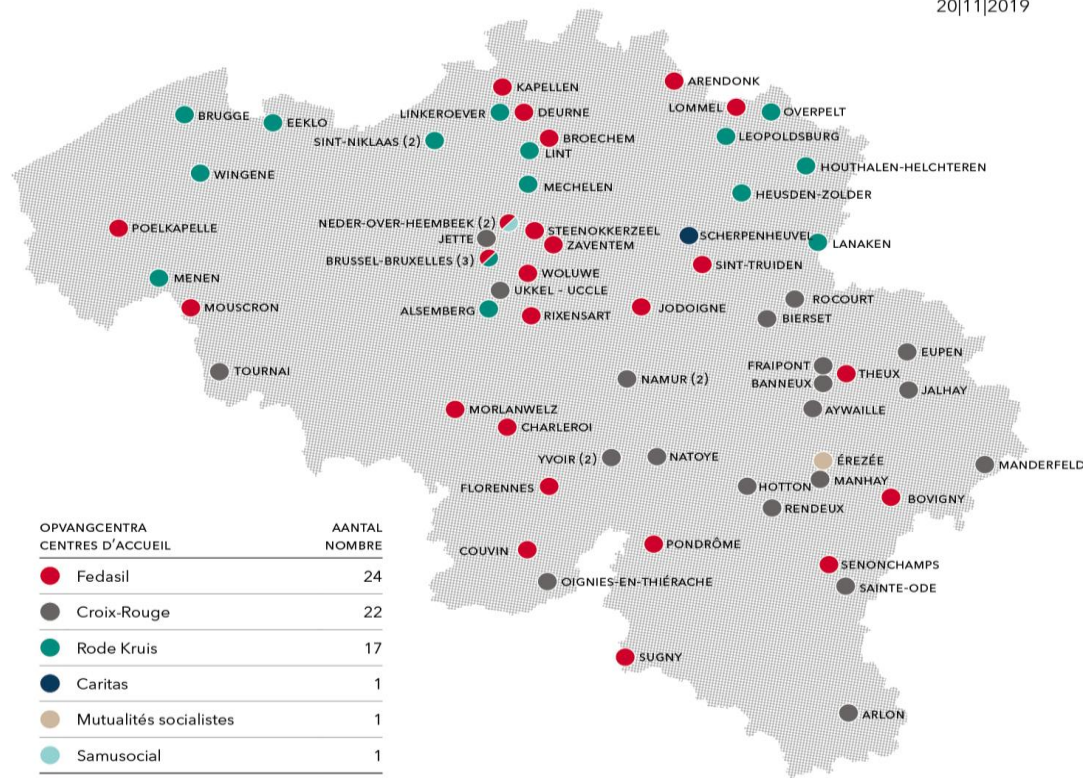 20|11|2019
KAPELLEN
ARENDONK
LINKEROEVER
DEURNE
LOMMEL
OVERPELT
BRUGGE
EEKLO
SINT-NIKLAAS (2)
BROECHEM
LEOPOLDSBURG
LINT
HOUTHALEN-HELCHTEREN
WINGENE
MECHELEN
HEUSDEN-ZOLDER
NEDER-OVER-HEEMBEEK (2)
POELKAPELLE
STEENOKKERZEEL
JETTE
SCHERPENHEUVEL
ZAVENTEM
LANAKEN
BRUSSEL-BRUXELLES (3)
SINT-TRUIDEN
MENEN
WOLUWE
UKKEL - UCCLE
ROCOURT
MOUSCRON
ALSEMBERG
RIXENSART
JODOIGNE
BIERSET
EUPEN
FRAIPONT
TOURNAI
THEUX
NAMUR (2)
BANNEUX
JALHAY
MORLANWELZ
AYWAILLE
CHARLEROI
YVOIR (2)
NATOYE
ÉREZÉE
MANDERFELD
MANHAY
FLORENNES
HOTTON
BOVIGNY
RENDEUX
PONDRÔME
COUVIN
SENONCHAMPS
OIGNIES-EN-THIÉRACHE
SAINTE-ODE
SUGNY
ARLON
OPVANGCENTRA AANTAL
CENTRES D'ACCUEIL NOMBRE
Fedasil 24
Croix-Rouge 22
Rode Kruis 17
Caritas 1
Mutualités socialistes 1
Samusocial 1